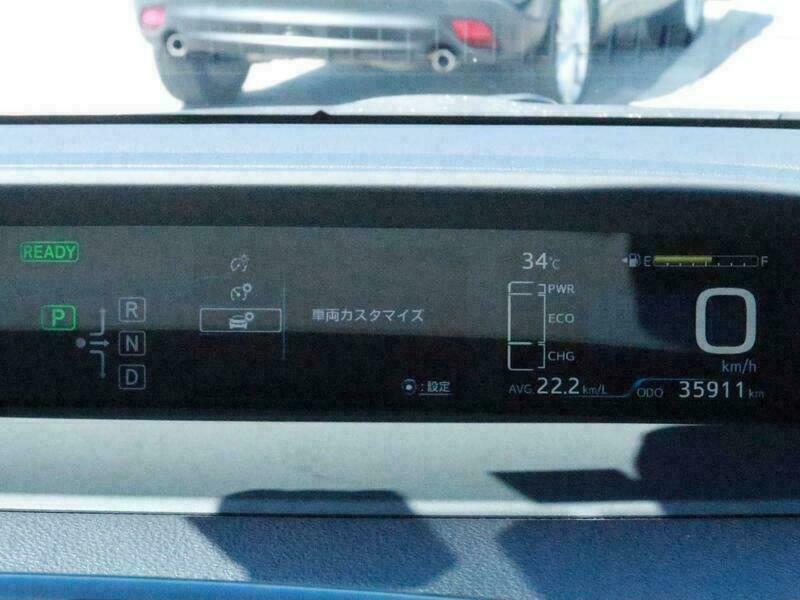 READY
P
R
N
D
車両カスタマイズ
:設定
34℃
PWR
ECO
CHG
AVG. 22.2 km/L
E F
0
km/h
ODO 35911 km